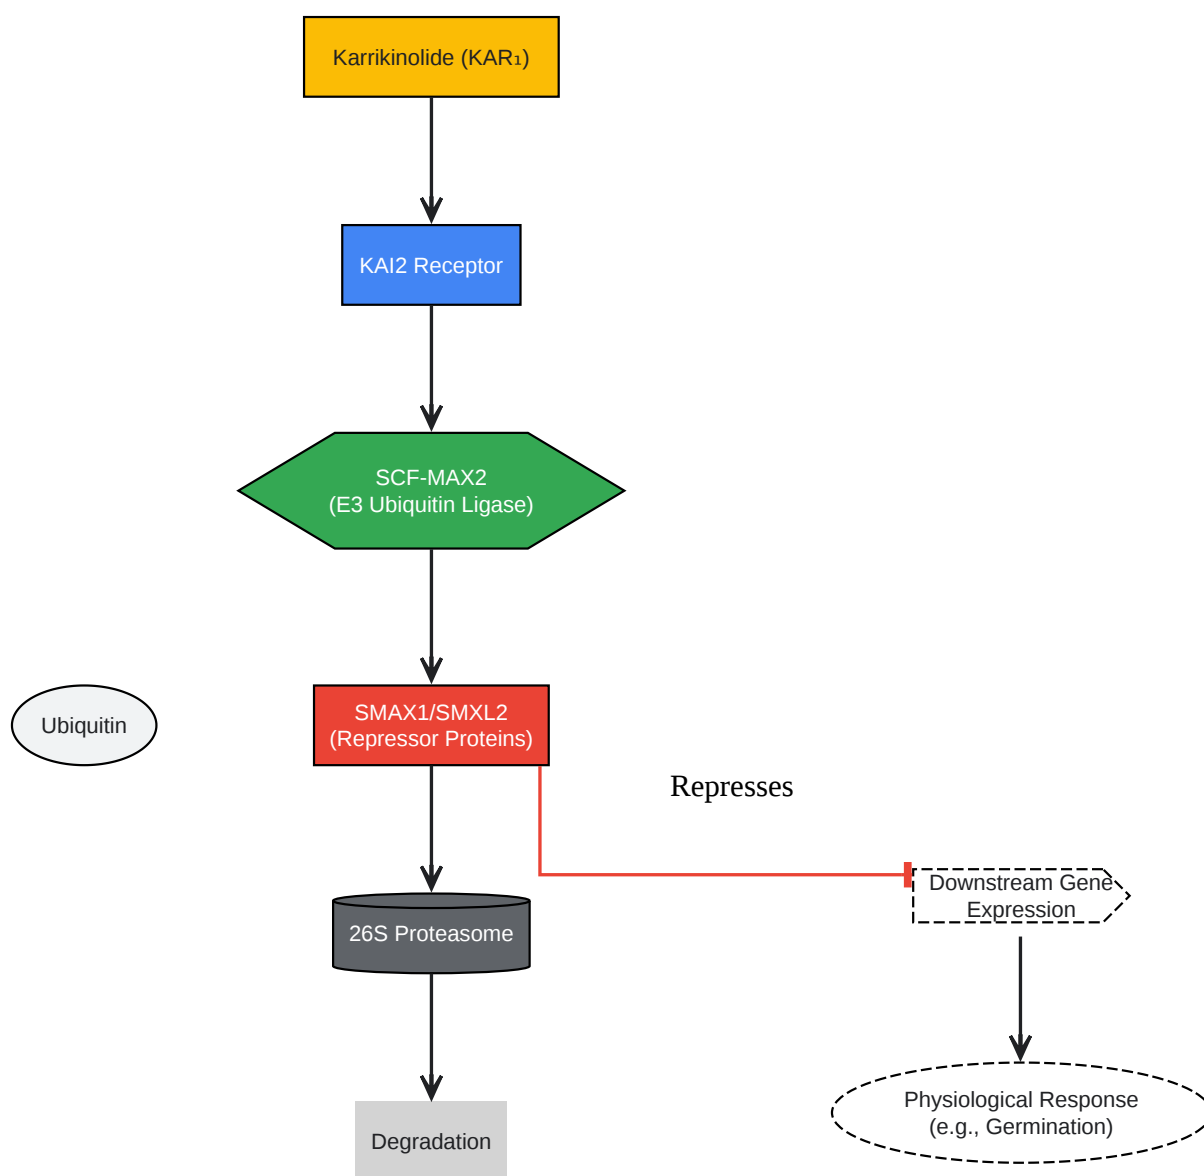 Karrikinolide (KAR₁)
KAI2 Receptor
SCF-MAX2
(E3 Ubiquitin Ligase)
Ubiquitin
SMAX1/SMXL2
(Repressor Proteins)
Represses
Downstream Gene
Expression
26S Proteasome
Physiological Response
(e.g., Germination)
Degradation